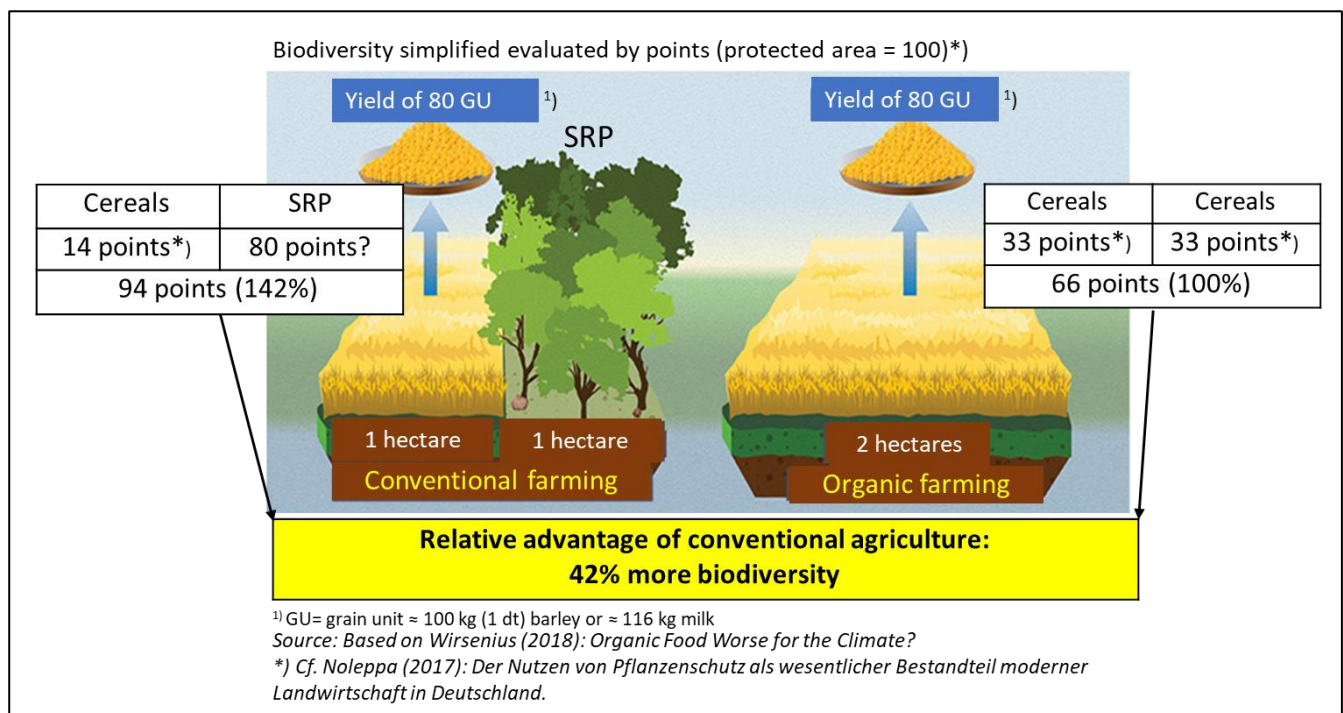 Biodiversity simplified evaluated by points (protected area = 100)*)
Yield of 80 GU 1)
SRP
Yield of 80 GU 1)
Cereals SRP
14 points*) 80 points?
94 points (142%)
Cereals Cereals
33 points*) 33 points*)
66 points (100%)
1 hectare 1 hectare
Conventional farming
2 hectares
Organic farming
Relative advantage of conventional agriculture:
42% more biodiversity
1) GU= grain unit ≈ 100 kg (1 dt) barley or ≈ 116 kg milk
Source: Based on Wirsenius (2018): Organic Food Worse for the Climate?
*) Cf. Noleppa (2017): Der Nutzen von Pflanzenschutz als wesentlicher Bestandteil moderner
Landwirtschaft in Deutschland.